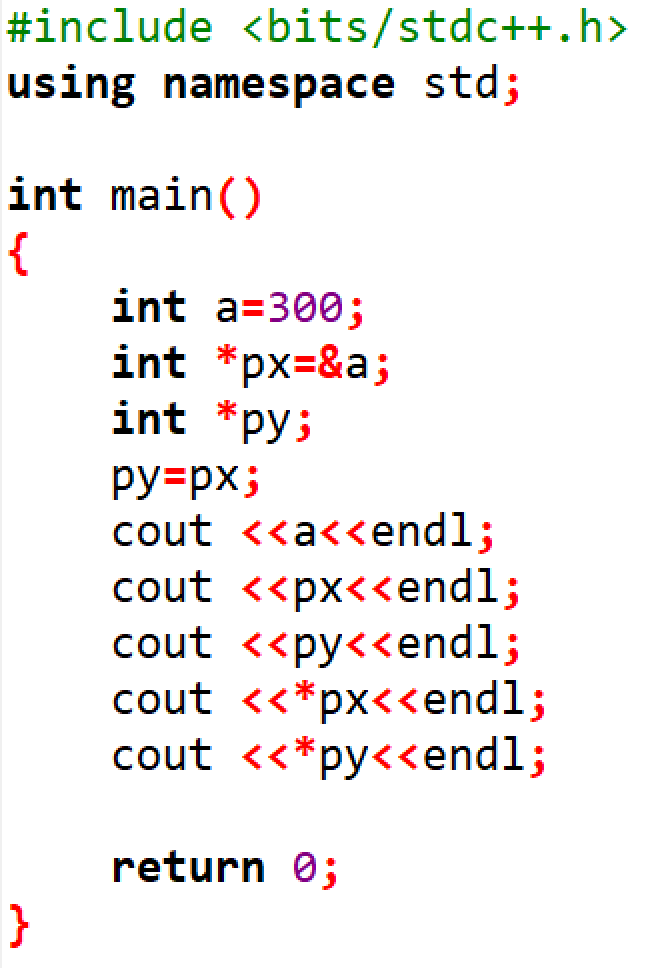 #include <bits/stdc++.h>
using namespace std;

int main()
{
    int a=300;
    int *px=&a;
    int *py;
    py=px;
    cout <<a<<endl;
    cout <<px<<endl;
    cout <<py<<endl;
    cout <<*px<<endl;
    cout <<*py<<endl;

    return 0;
}